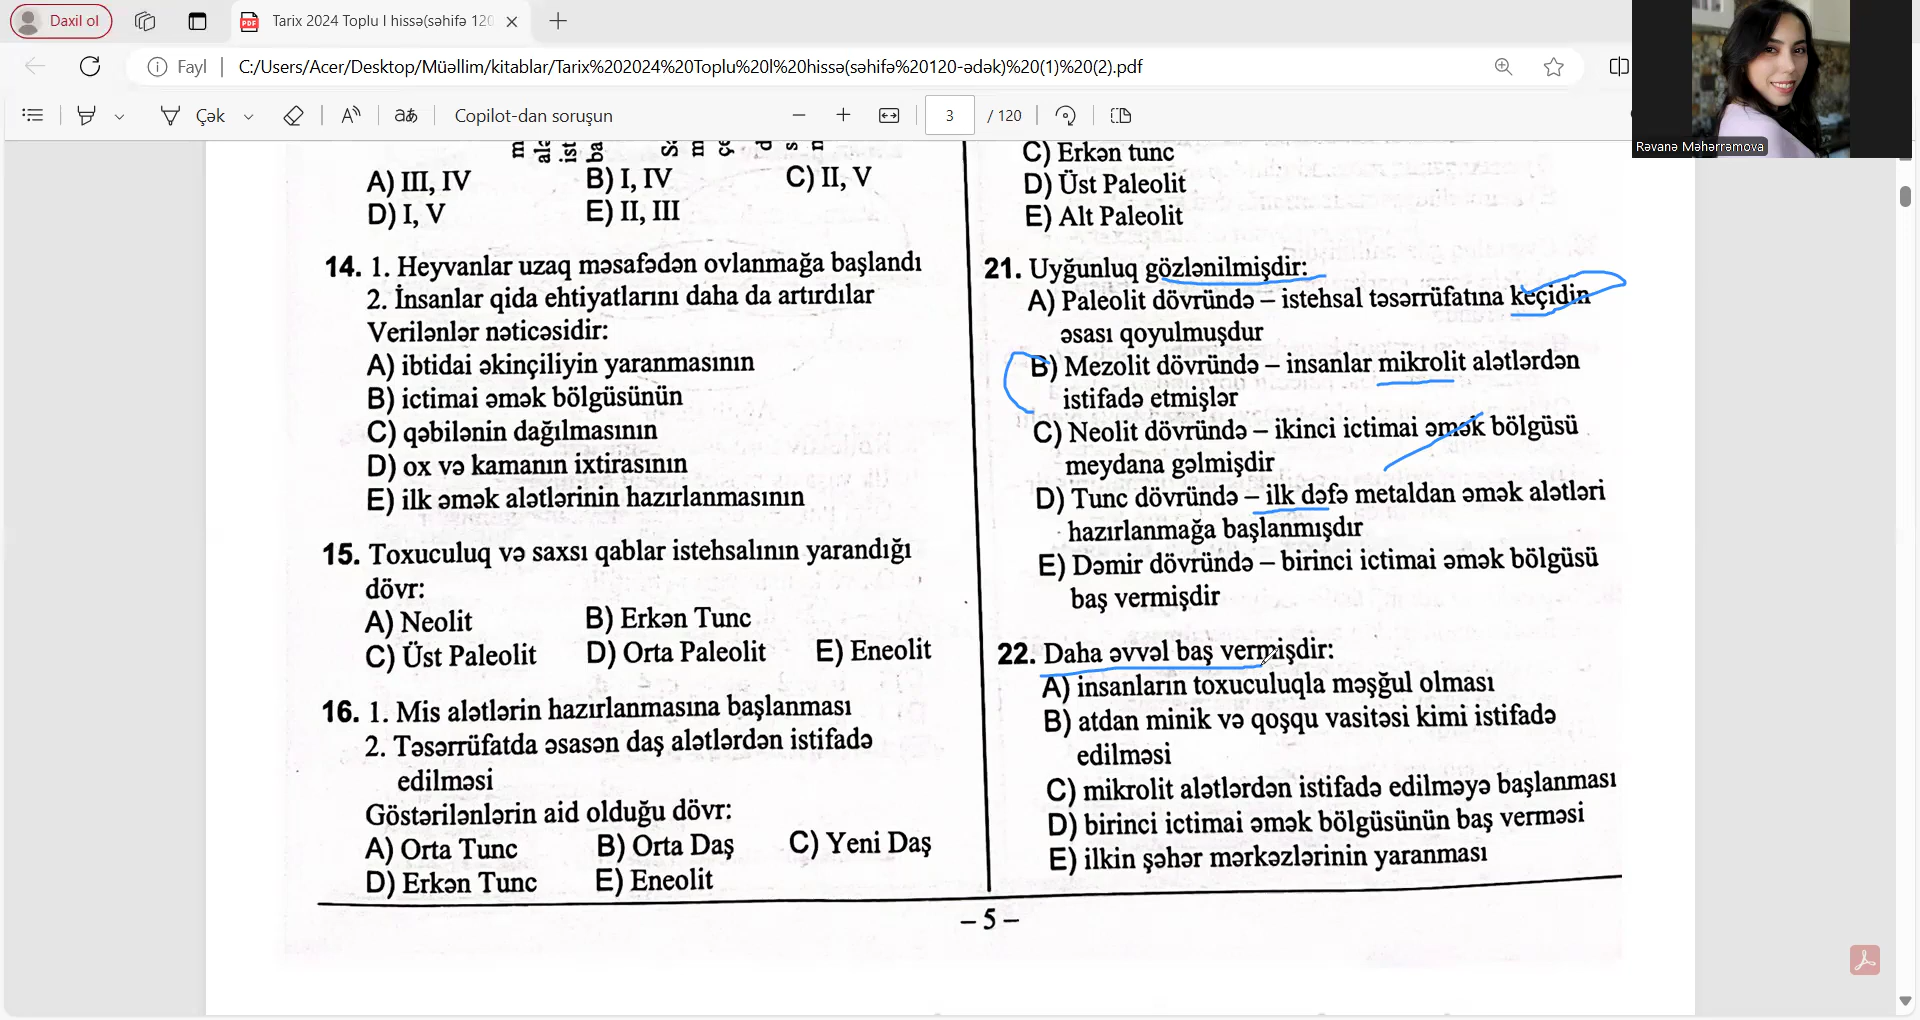 Daxil ol
Tarix 2024 Toplu I hissə(səhifə 120
Fayl
C:/Users/Acer/Desktop/Müəllim/kitablar/Tarix%202024%20Toplu%20I%20hissə(səhifə%20120-ədək)%20(1)%20(2).pdf
Çək
aあ
Copilot-dan soruşun
3
/ 120
Rəvanə Məhərrəmova
A) III, IV B) I, IV C) II, V
D) I, V E) II, III
14. 1. Heyvanlar uzaq məsafədən ovlanmağa başlandı
2. İnsanlar qida ehtiyatlarını daha da artırdılar
Verilənlər nəticəsidir:
A) ibtidai əkinçiliyin yaranmasının
B) ictimai əmək bölgüsünün
C) qəbilənin dağılmasının
D) ox və kamanın ixtirasının
E) ilk əmək alətlərinin hazırlanmasının
15. Toxuculuq və saxsı qablar istehsalının yarandığı
dövr:
A) Neolit B) Erkən Tunc
C) Üst Paleolit D) Orta Paleolit E) Eneolit
16. 1. Mis alətlərin hazırlanmasına başlanması
2. Təsərrüfatda əsasən daş alətlərdən istifadə
edilməsi
Göstərilənlərin aid olduğu dövr:
A) Orta Tunc B) Orta Daş C) Yeni Daş
D) Erkən Tunc E) Eneolit
C) Erkən tunc
D) Üst Paleolit
E) Alt Paleolit
21. Uyğunluq gözlənilmişdir:
A) Paleolit dövründə – istehsal təsərrüfatına keçidin
əsası qoyulmuşdur
B) Mezolit dövründə – insanlar mikrolit alətlərdən
istifadə etmişlər
C) Neolit dövründə – ikinci ictimai əmək bölgüsü
meydana gəlmişdir
D) Tunc dövründə – ilk dəfə metaldan əmək alətləri
hazırlanmağa başlanmışdır
E) Dəmir dövründə – birinci ictimai əmək bölgüsü
baş vermişdir
22. Daha əvvəl baş vermişdir:
A) insanların toxuculuqla məşğul olması
B) atdan minik və qoşqu vasitəsi kimi istifadə
edilməsi
C) mikrolit alətlərdən istifadə edilməyə başlanması
D) birinci ictimai əmək bölgüsünün baş verməsi
E) ilkin şəhər mərkəzlərinin yaranması
– 5 –